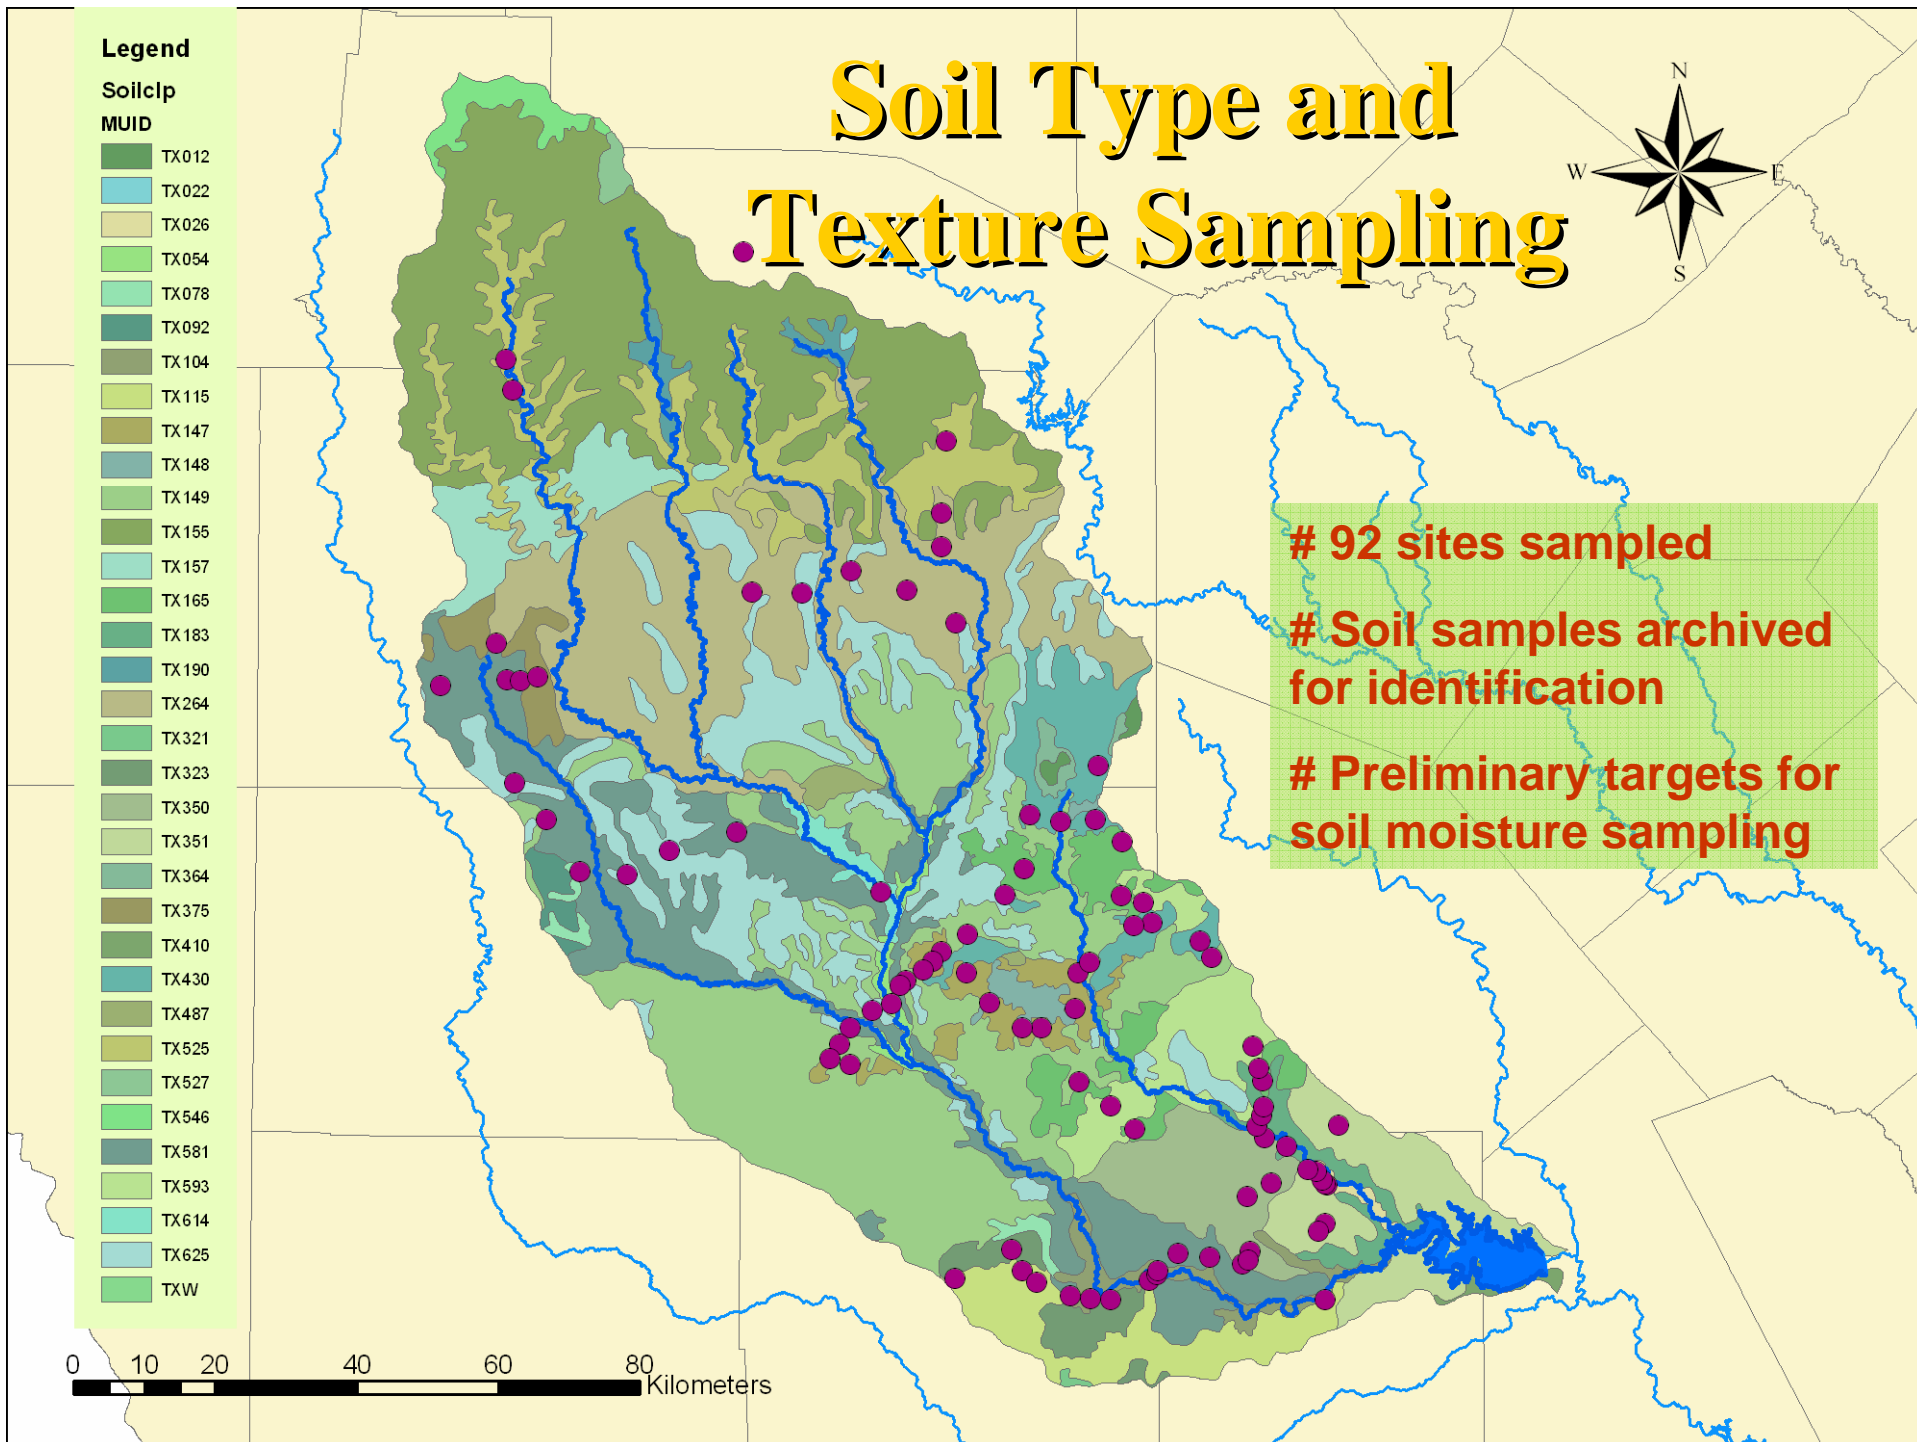 Soil Type and
Texture Sampling
Legend
Soilclp
MUID
TX012
TX022
TX026
TX054
TX078
TX092
TX104
TX115
TX147
TX148
TX149
TX155
TX157
TX165
TX183
TX190
TX264
TX321
TX323
TX350
TX351
TX364
TX375
TX410
TX430
TX487
TX525
TX527
TX546
TX581
TX593
TX614
TX625
TXW
N
W E
S
# 92 sites sampled
# Soil samples archived
for identification
# Preliminary targets for
soil moisture sampling
0 10 20 40 60 80
Kilometers